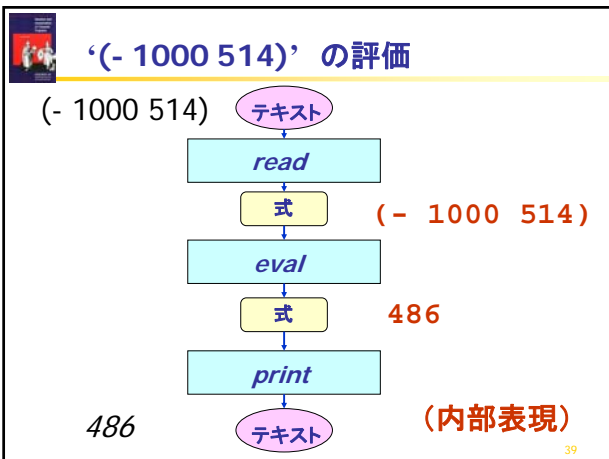 ‘(- 1000 514)’ の評価
(- 1000 514) テキスト
read
式 (- 1000 514)
eval
式 486
print
486 テキスト (内部表現)
39